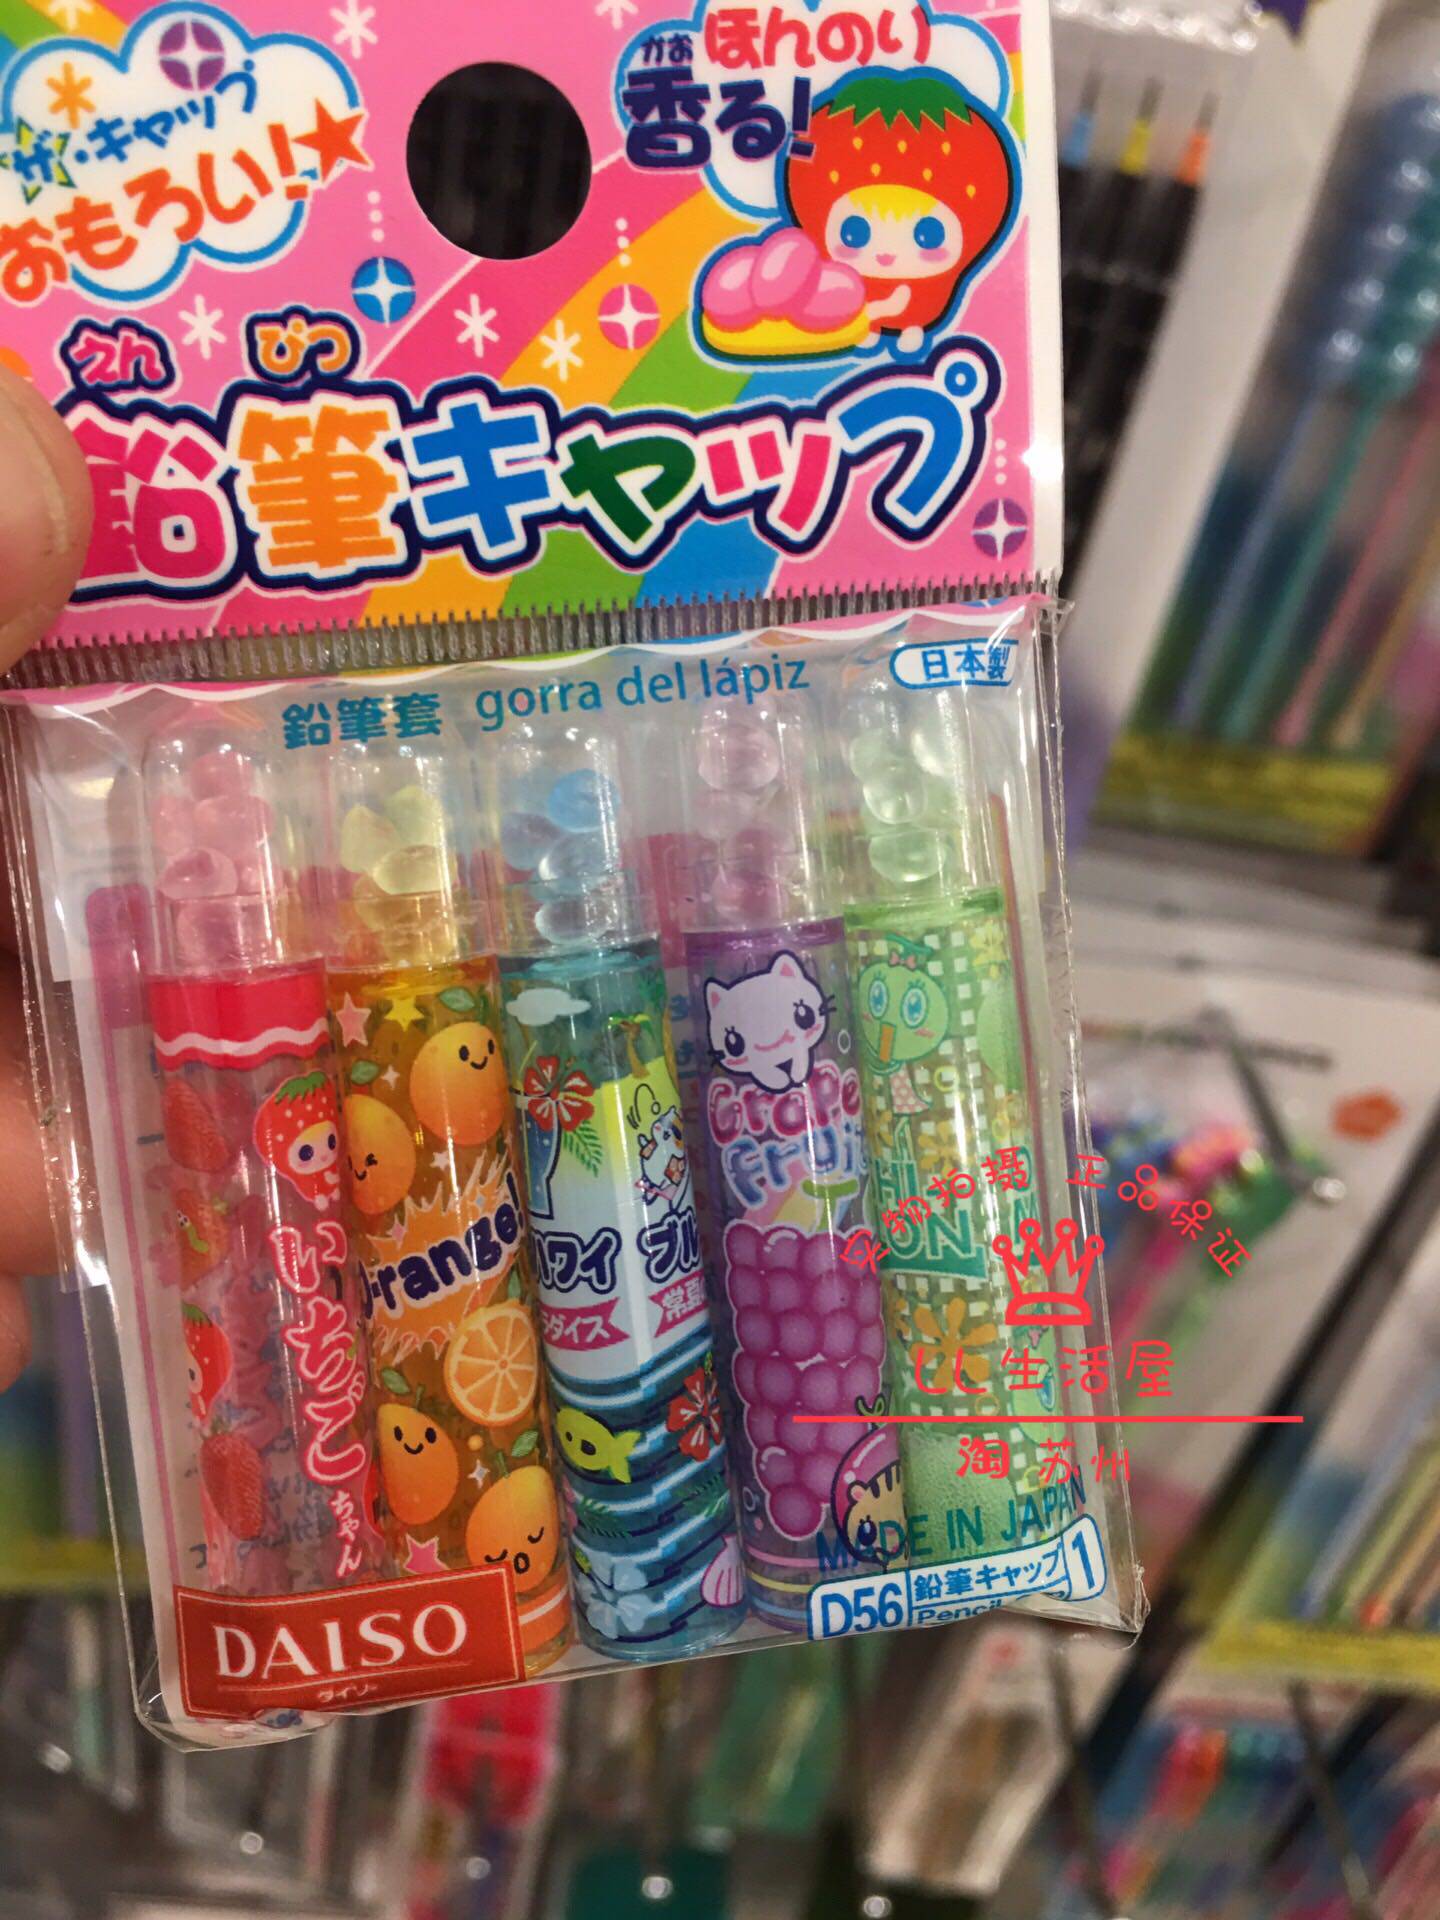 ザ・キャップ
おもろい!
かお ほんのり
香る!
えん ぴつ
鉛筆キャップ
日本製
鉛筆套 gorra del lápiz
いちごちゃん
Orange!
ハワイ
ブル
Grape
Fruit
物拍摄 正品保证
LL生活屋
淘 苏州
MADE IN JAPAN
D56 鉛筆キャップ 1
Pencil
DAISO
ダイソー